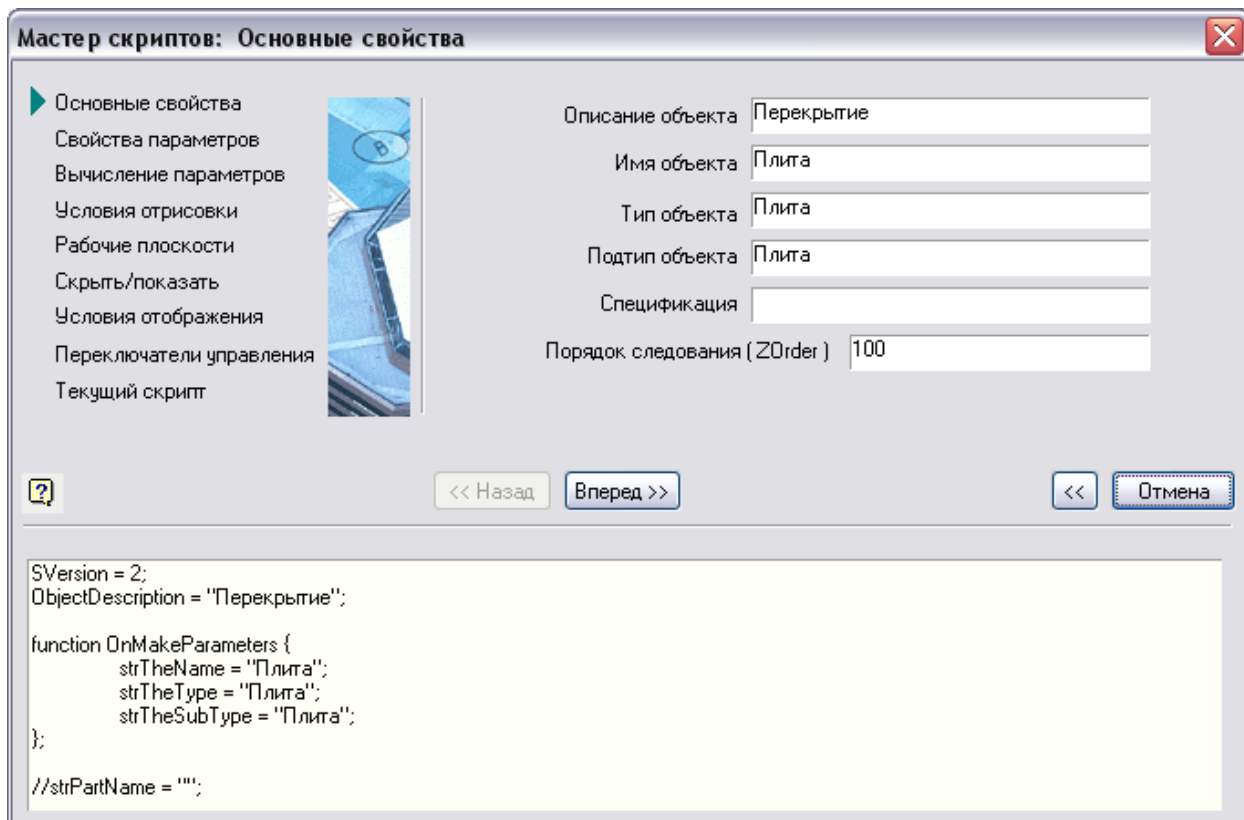 Мастер скриптов: Основные свойства
Основные свойства
Свойства параметров
Вычисление параметров
Условия отрисовки
Рабочие плоскости
Скрыть/показать
Условия отображения
Переключатели управления
Текущий скрипт
Описание объекта Перекрытие
Имя объекта Плита
Тип объекта Плита
Подтип объекта Плита
Спецификация
Порядок следования ( ZOrder ) 100
<< Назад Вперед >> << Отмена
SVersion = 2;
ObjectDescription = "Перекрытие";
function OnMakeParameters {
strTheName = "Плита";
strTheType = "Плита";
strTheSubType = "Плита";
};
//strPartName = "";